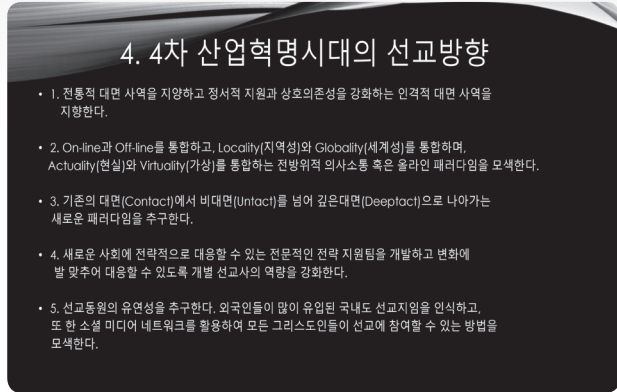 4. 4차 산업혁명시대의 선교방향
• 1. 전통적 대면 사역을 지양하고 정서적 지원과 상호의존성을 강화하는 인격적 대면 사역을
지향한다.
• 2. On-line과 Off-line를 통합하고, Locality(지역성)와 Globality(세계성)를 통합하며,
Actuality(현실)와 Virtuality(가상)를 통합하는 전방위적 의사소통 혹은 올라인 패러다임을 모색한다.
• 3. 기존의 대면(Contact)에서 비대면(Untact)를 넘어 깊은대면(Deeptact)으로 나아가는
새로운 패러다임을 추구한다.
• 4. 새로운 사회에 전략적으로 대응할 수 있는 전문적인 전략 지원팀을 개발하고 변화에
발 맞추어 대응할 수 있도록 개별 선교사의 역량을 강화한다.
• 5. 선교동원의 유연성을 추구한다. 외국인들이 많이 유입된 국내도 선교지임을 인식하고,
또 한 소셜 미디어 네트워크를 활용하여 모든 그리스도인들이 선교에 참여할 수 있는 방법을
모색한다.